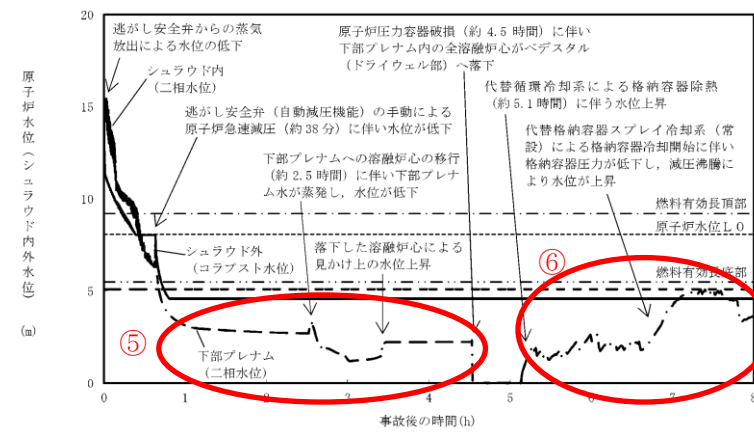 逃がし安全弁からの蒸気
放出による水位の低下
シュラウド内
(二相水位)
逃がし安全弁(自動減圧機能)の手動による
原子炉急速減圧(約38分)に伴い水位が低下
下部プレナムへの溶融炉心の移行
(約2.5時間)に伴い下部プレナ
ム水が蒸発し,水位が低下
原子炉圧力容器破損(約4.5時間)に伴い
下部プレナム内の全溶融炉心がペデスタル
(ドライウェル部)へ落下
代替循環冷却系による格納容器除熱
(約5.1時間)に伴う水位上昇
代替格納容器スプレイ冷却系(常
設)による格納容器冷却開始に伴い
格納容器圧力が低下し,減圧沸騰に
より水位が上昇
燃料有効長頂部
原子炉水位L0
燃料有効長底部
シュラウド外
(コラプスト水位)
落下した溶融炉心による
見かけ上の水位上昇
⑤
⑥
下部プレナム
(二相水位)
原子炉水位(シュラウド内外水位)
(m)
20
15
10
5
0
0 1 2 3 4 5 6 7 8
事故後の時間(h)